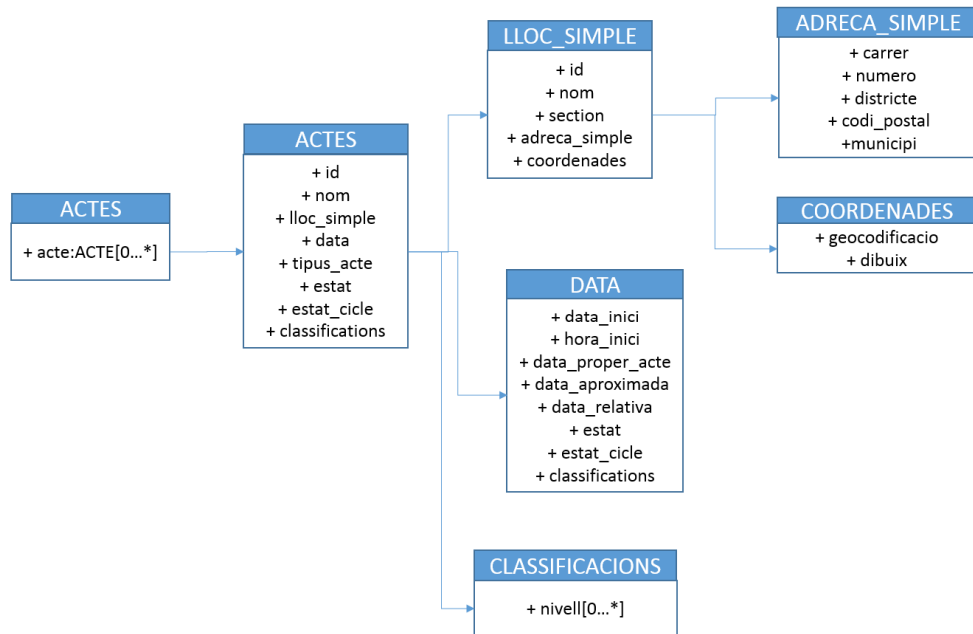 ACTES
+ acte:ACTE[0...*]
ACTES
+ id
+ nom
+ lloc_simple
+ data
+ tipus_acte
+ estat
+ estat_cicle
+ classifications
LLOC_SIMPLE
+ id
+ nom
+ section
+ adreca_simple
+ coordenades
ADRECA_SIMPLE
+ carrer
+ numero
+ districte
+ codi_postal
+municipi
COORDENADES
+ geocodificacio
+ dibuix
DATA
+ data_inici
+ hora_inici
+ data_proper_acte
+ data_aproximada
+ data_relativa
+ estat
+ estat_cicle
+ classifications
CLASSIFICACIONS
+ nivell[0...*]